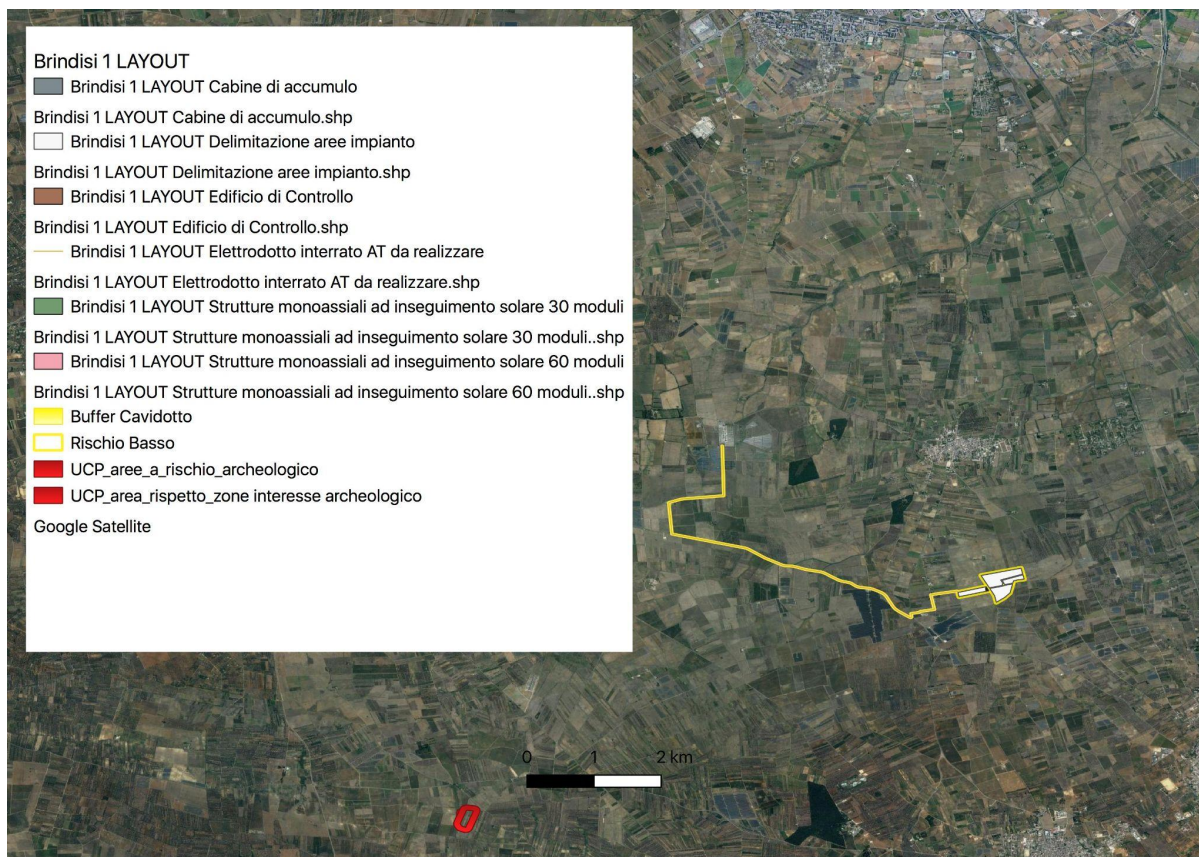 Brindisi 1 LAYOUT
Brindisi 1 LAYOUT Cabine di accumulo
Brindisi 1 LAYOUT Cabine di accumulo.shp
Brindisi 1 LAYOUT Delimitazione aree impianto
Brindisi 1 LAYOUT Delimitazione aree impianto.shp
Brindisi 1 LAYOUT Edificio di Controllo
Brindisi 1 LAYOUT Edificio di Controllo.shp
Brindisi 1 LAYOUT Elettrodotto interrato AT da realizzare
Brindisi 1 LAYOUT Elettrodotto interrato AT da realizzare.shp
Brindisi 1 LAYOUT Strutture monoassiali ad inseguimento solare 30 moduli
Brindisi 1 LAYOUT Strutture monoassiali ad inseguimento solare 30 moduli..shp
Brindisi 1 LAYOUT Strutture monoassiali ad inseguimento solare 60 moduli
Brindisi 1 LAYOUT Strutture monoassiali ad inseguimento solare 60 moduli..shp
Buffer Cavidotto
Rischio Basso
UCP_aree_a_rischio_archeologico
UCP_area_rispetto_zone interesse archeologico
Google Satellite
0 1 2 km